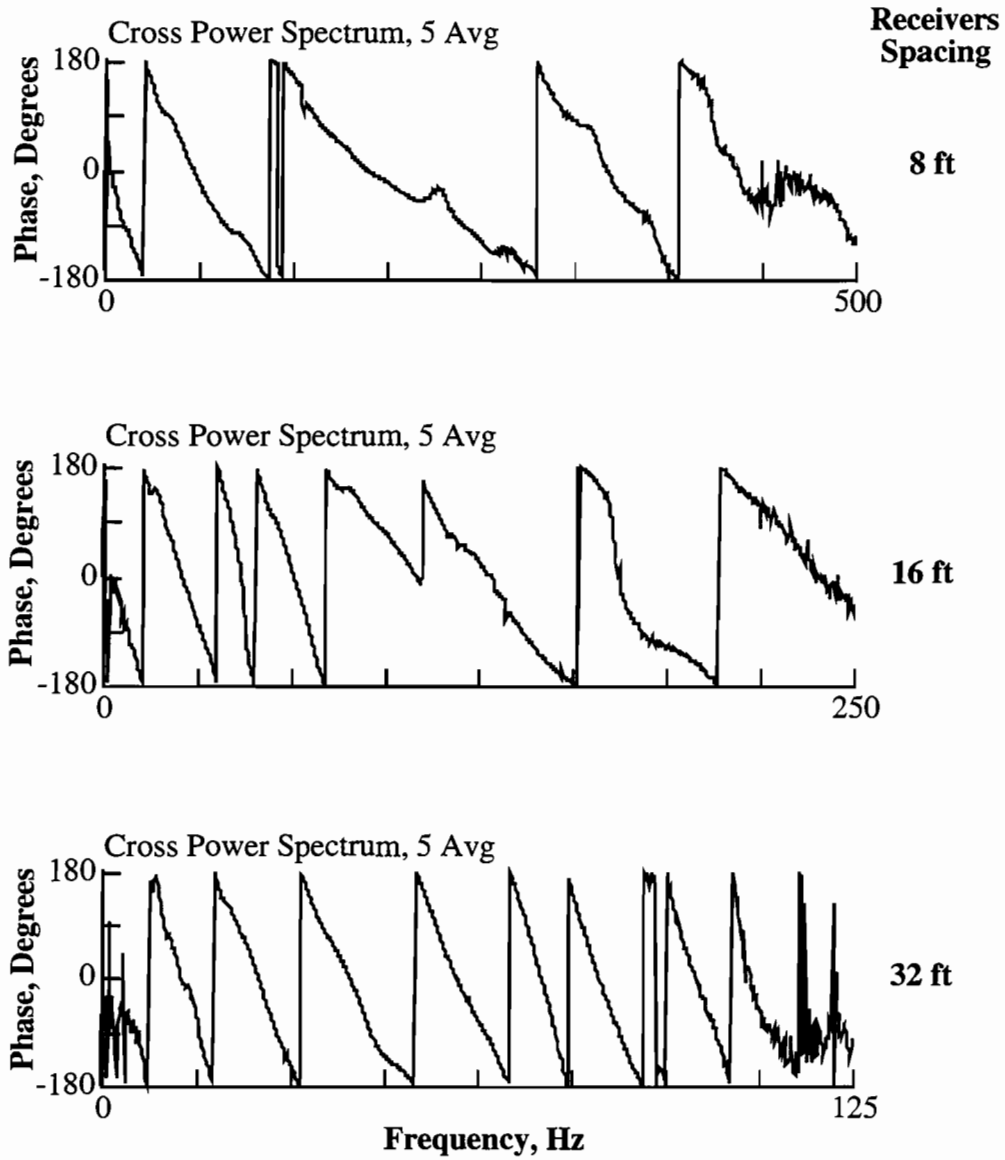 Receivers
Spacing
Cross Power Spectrum, 5 Avg
Phase, Degrees
180
0
-180
0
500
8 ft
Cross Power Spectrum, 5 Avg
Phase, Degrees
180
0
-180
0
250
16 ft
Cross Power Spectrum, 5 Avg
Phase, Degrees
180
0
-180
0
125
32 ft
Frequency, Hz